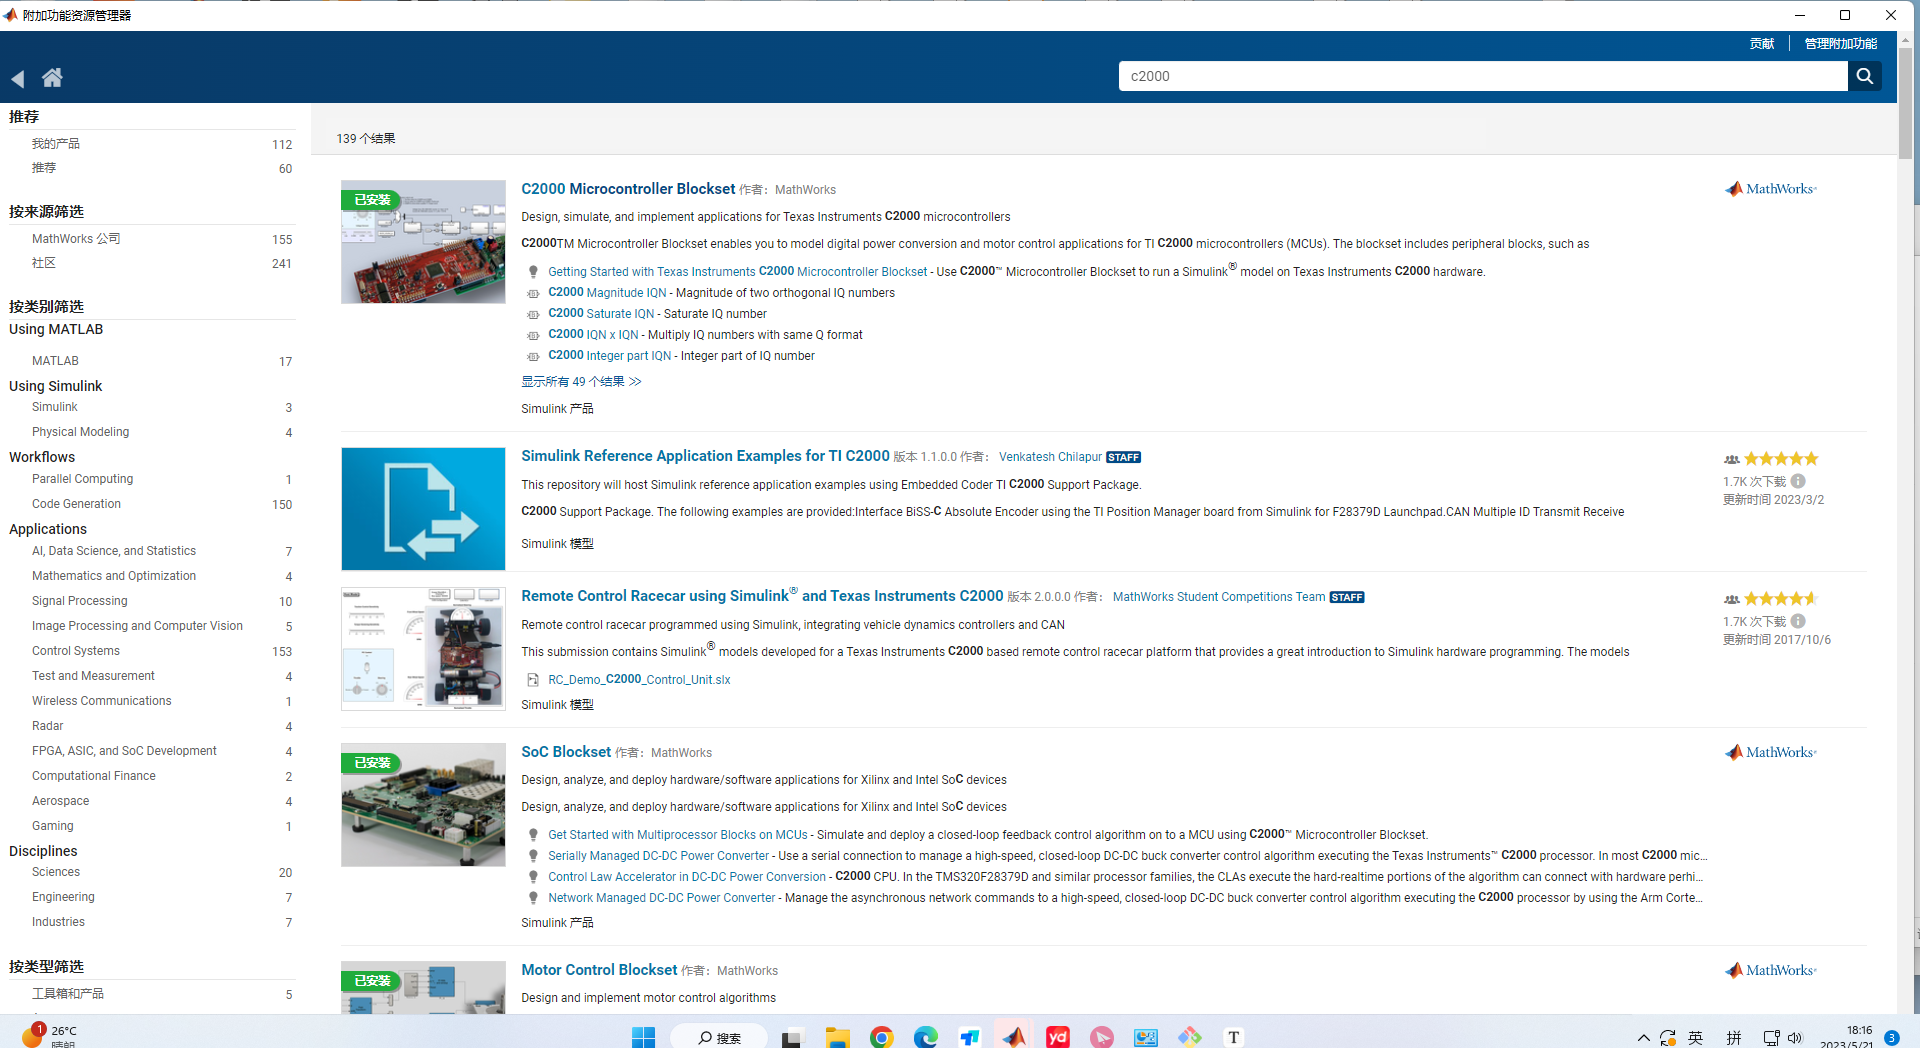 附加功能资源管理器
贡献
管理附加功能
c2000
推荐
我的产品 112
推荐 60
按来源筛选
MathWorks 公司 155
社区 241
按类别筛选
Using MATLAB
MATLAB 17
Using Simulink
Simulink 3
Physical Modeling 4
Workflows
Parallel Computing 1
Code Generation 150
Applications
AI, Data Science, and Statistics 7
Mathematics and Optimization 4
Signal Processing 10
Image Processing and Computer Vision 5
Control Systems 153
Test and Measurement 4
Wireless Communications 1
Radar 4
FPGA, ASIC, and SoC Development 4
Computational Finance 2
Aerospace 4
Gaming 1
Disciplines
Sciences 20
Engineering 7
Industries 7
按类型筛选
工具箱和产品 5
139 个结果
已安装
C2000 Microcontroller Blockset 作者： MathWorks
MathWorks®
Design, simulate, and implement applications for Texas Instruments C2000 microcontrollers
C2000TM Microcontroller Blockset enables you to model digital power conversion and motor control applications for TI C2000 microcontrollers (MCUs). The blockset includes peripheral blocks, such as
Getting Started with Texas Instruments C2000 Microcontroller Blockset - Use C2000™ Microcontroller Blockset to run a Simulink® model on Texas Instruments C2000 hardware.
C2000 Magnitude IQN - Magnitude of two orthogonal IQ numbers
C2000 Saturate IQN - Saturate IQ number
C2000 IQN x IQN - Multiply IQ numbers with same Q format
C2000 Integer part IQN - Integer part of IQ number
显示所有 49 个结果 ≫
Simulink 产品
Simulink Reference Application Examples for TI C2000 版本 1.1.0.0 作者： Venkatesh Chilapur STAFF
This repository will host Simulink reference application examples using Embedded Coder TI C2000 Support Package.
1.7K 次下载
更新时间 2023/3/2
C2000 Support Package. The following examples are provided:Interface BiSS-C Absolute Encoder using the TI Position Manager board from Simulink for F28379D Launchpad.CAN Multiple ID Transmit Receive
Simulink 模型
Remote Control Racecar using Simulink® and Texas Instruments C2000 版本 2.0.0.0 作者： MathWorks Student Competitions Team STAFF
Remote control racecar programmed using Simulink, integrating vehicle dynamics controllers and CAN
1.7K 次下载
更新时间 2017/10/6
This submission contains Simulink® models developed for a Texas Instruments C2000 based remote control racecar platform that provides a great introduction to Simulink hardware programming. The models
RC_Demo_C2000_Control_Unit.slx
Simulink 模型
已安装
SoC Blockset 作者： MathWorks
MathWorks®
Design, analyze, and deploy hardware/software applications for Xilinx and Intel SoC devices
Design, analyze, and deploy hardware/software applications for Xilinx and Intel SoC devices
Get Started with Multiprocessor Blocks on MCUs - Simulate and deploy a closed-loop feedback control algorithm on to a MCU using C2000™ Microcontroller Blockset.
Serially Managed DC-DC Power Converter - Use a serial connection to manage a high-speed, closed-loop DC-DC buck converter control algorithm executing the Texas Instruments™ C2000 processor. In most C2000 mic...
Control Law Accelerator in DC-DC Power Conversion - C2000 CPU. In the TMS320F28379D and similar processor families, the CLAs execute the hard-realtime portions of the algorithm can connect with hardware perhi...
Network Managed DC-DC Power Converter - Manage the asynchronous network commands to a high-speed, closed-loop DC-DC buck converter control algorithm executing the C2000 processor by using the Arm Corte...
Simulink 产品
已安装
Motor Control Blockset 作者： MathWorks
MathWorks®
Design and implement motor control algorithms
1
26°C
晴朗
搜索
yd
T
英
拼
18:16
2023/5/21
3